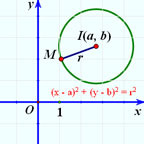 y
I(a, b)
M
r
(x - a)² + (y - b)² = r²
O
1
x